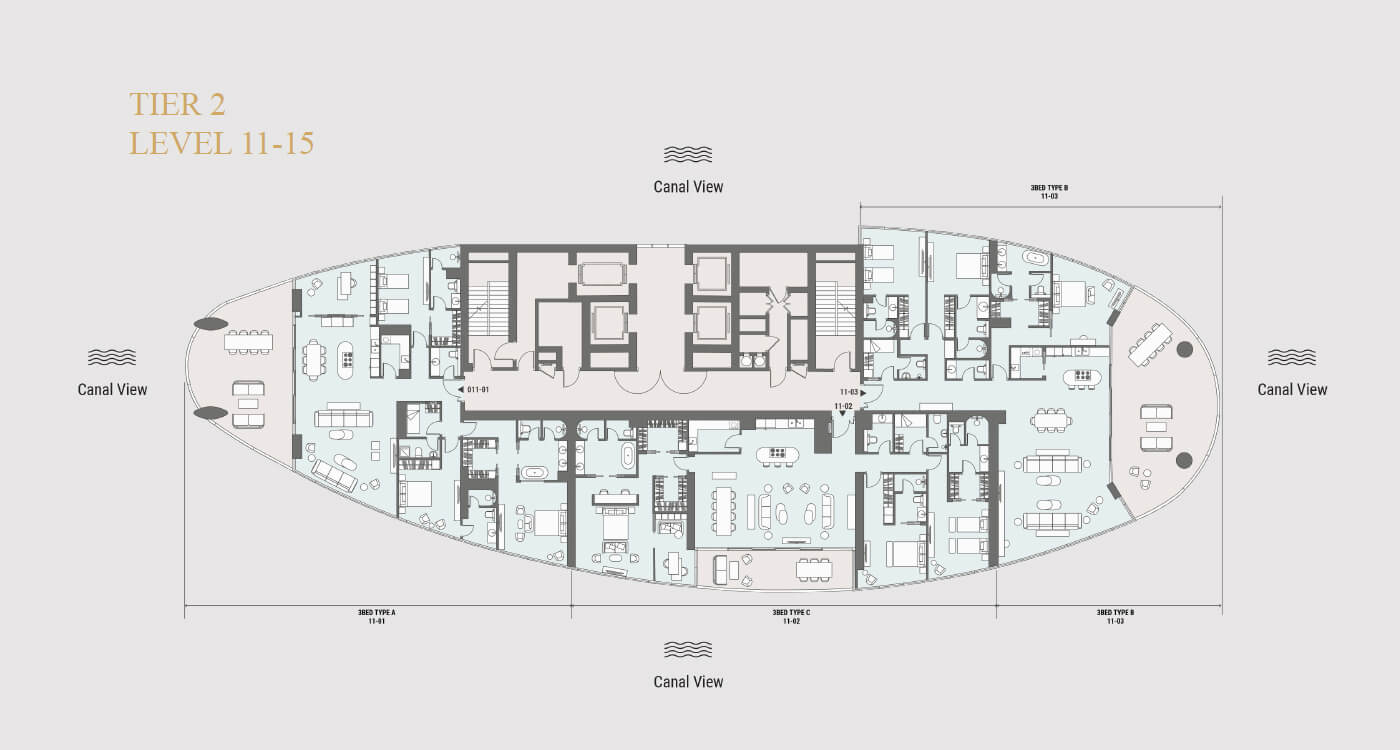 TIER 2
LEVEL 11-15
Canal View
3BED TYPE B
11-03
Canal View
Canal View
011-01
11-03
11-02
3BED TYPE A
11-01
3BED TYPE C
11-02
3BED TYPE B
11-03
Canal View